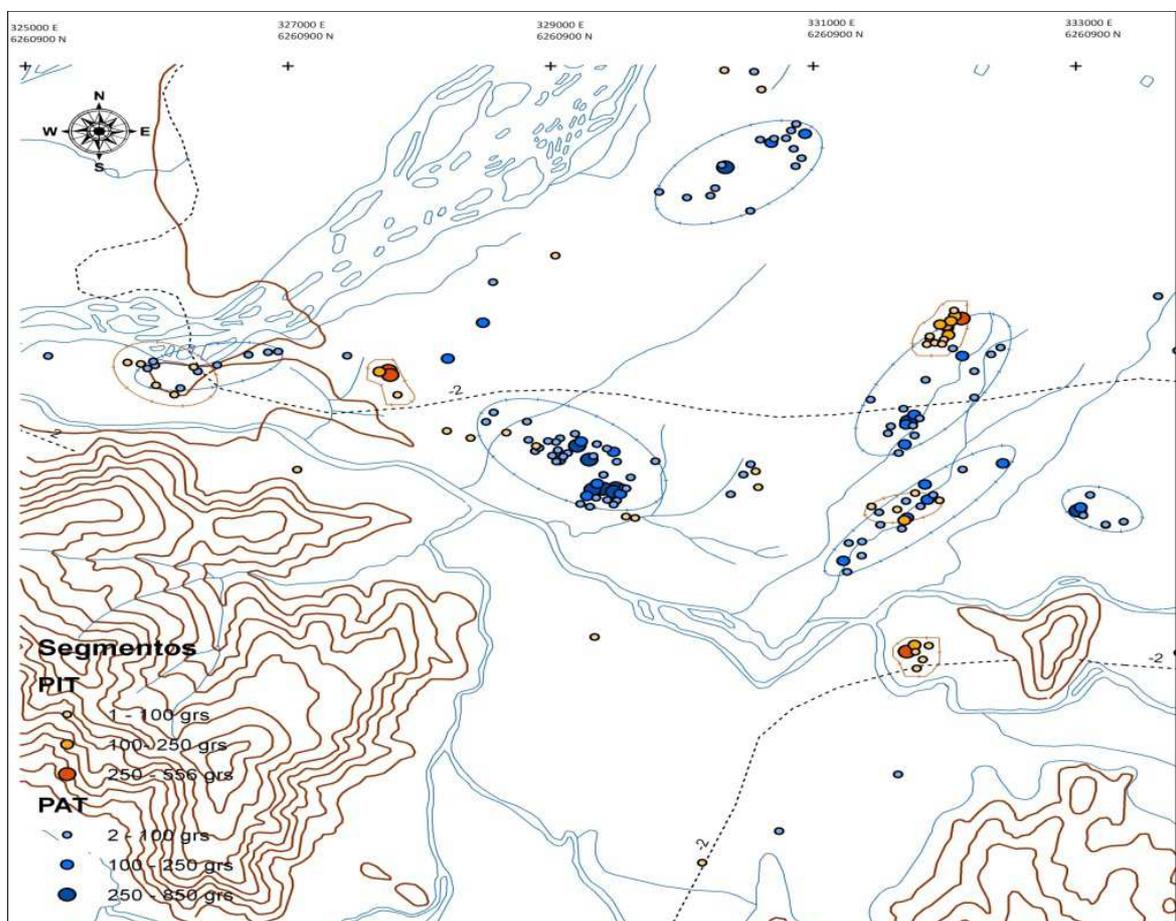 325000 E
6260900 N
327000 E
6260900 N
329000 E
6260900 N
331000 E
6260900 N
333000 E
6260900 N
N
W E
S
-2
-2
-2
-2
Segmentos
PIT
1 - 100 grs
100- 250 grs
250 - 556 grs
PAT
2 - 100 grs
100 - 250 grs
250 - 850 grs